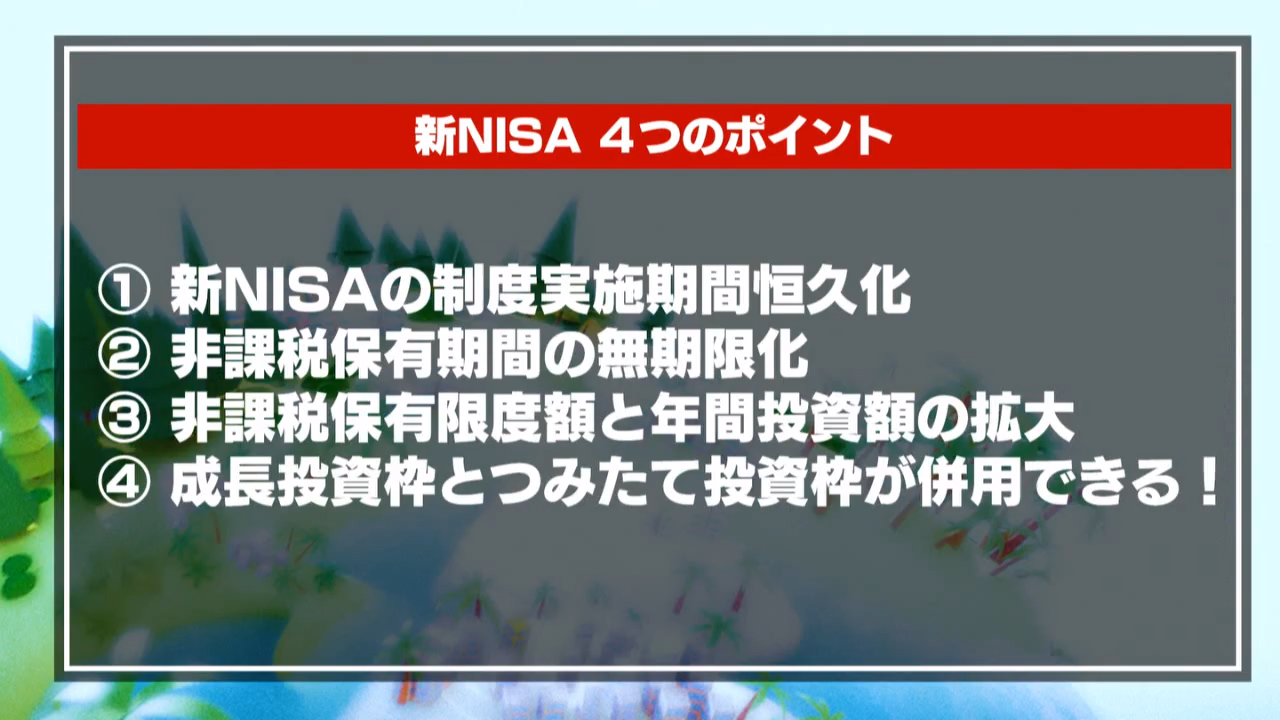 新NISA ４つのポイント
① 新NISAの制度実施期間恒久化
② 非課税保有期間の無期限化
③ 非課税保有限度額と年間投資額の拡大
④ 成長投資枠とつみたて投資枠が併用できる！